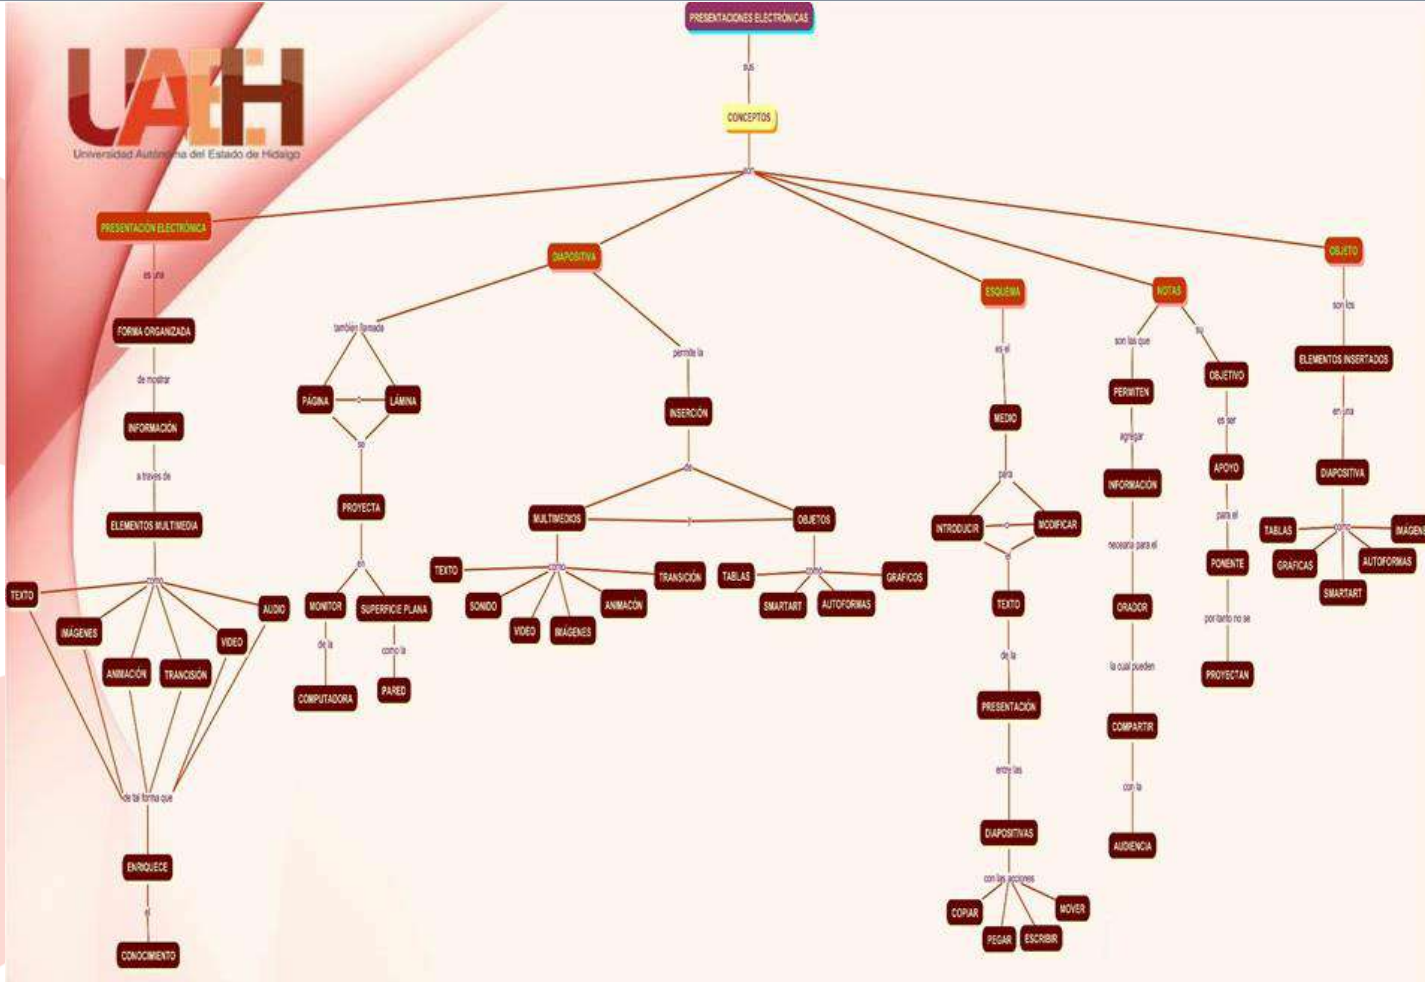 PRESENTACIONES ELECTRÓNICAS
sus
CONCEPTOS
son
UAEH
Universidad Autónoma del Estado de Hidalgo
PRESENTACIÓN ELECTRÓNICA
es una
FORMA ORGANIZADA
de mostrar
INFORMACIÓN
a traves de
ELEMENTOS MULTIMEDIA
como
TEXTO
IMÁGENES
ANIMACIÓN
TRANCISIÓN
VIDEO
AUDIO
de tal forma que
ENRIQUECE
el
CONOCIMIENTO
DIAPOSITIVA
también llamada
PÁGINA
o
LÁMINA
se
PROYECTA
en
MONITOR
de la
COMPUTADORA
SUPERFICIE PLANA
como la
PARED
permite la
INSERCIÓN
de
MULTIMEDIOS
y
OBJETOS
como
TEXTO
SONIDO
VIDEO
IMÁGENES
ANIMACÓN
TRANSICIÓN
como
TABLAS
SMARTART
AUTOFORMAS
GRÁFICOS
ESQUEMA
es el
MEDIO
para
INTRODUCIR
o
MODIFICAR
el
TEXTO
de la
PRESENTACIÓN
entre las
DIAPOSITIVAS
con las acciones
COPIAR
PEGAR
ESCRIBIR
MOVER
NOTAS
son las que
PERMITEN
agregar
INFORMACIÓN
necesaria para el
ORADOR
la cual pueden
COMPARTIR
con la
AUDIENCIA
su
OBJETIVO
es ser
APOYO
para el
PONENTE
por tanto no se
PROYECTAN
OBJETO
son los
ELEMENTOS INSERTADOS
en una
DIAPOSITIVA
como
TABLAS
GRAFICAS
SMARTART
AUTOFORMAS
IMÁGENE